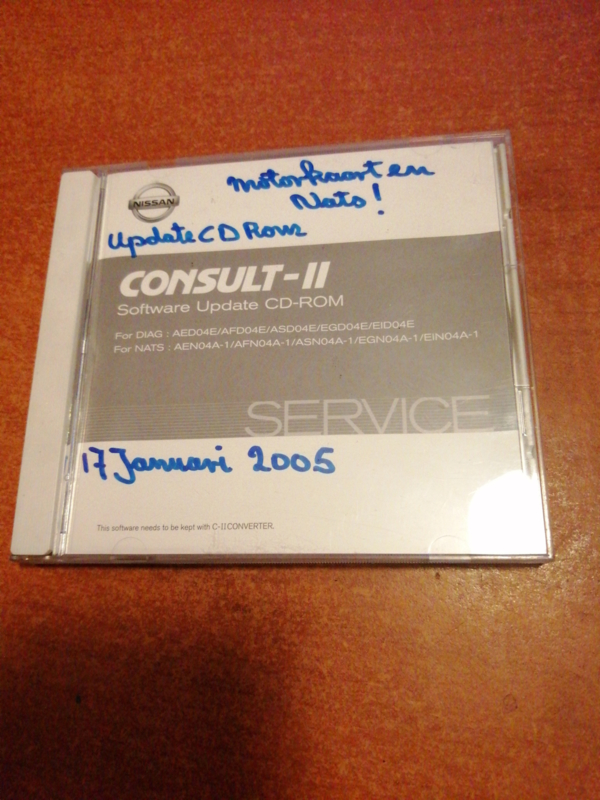 motorkaart en
Nats!
NISSAN
Update CD Rom
CONSULT-II
Software Update CD-ROM
For DIAG : AED04E/AFD04E/ASD04E/EGD04E/EID04E
For NATS : AEN04A-1/AFN04A-1/ASN04A-1/EGN04A-1/EIN04A-1
SERVICE
17 Januari 2005
This software needs to be kept with C-IICONVERTER.